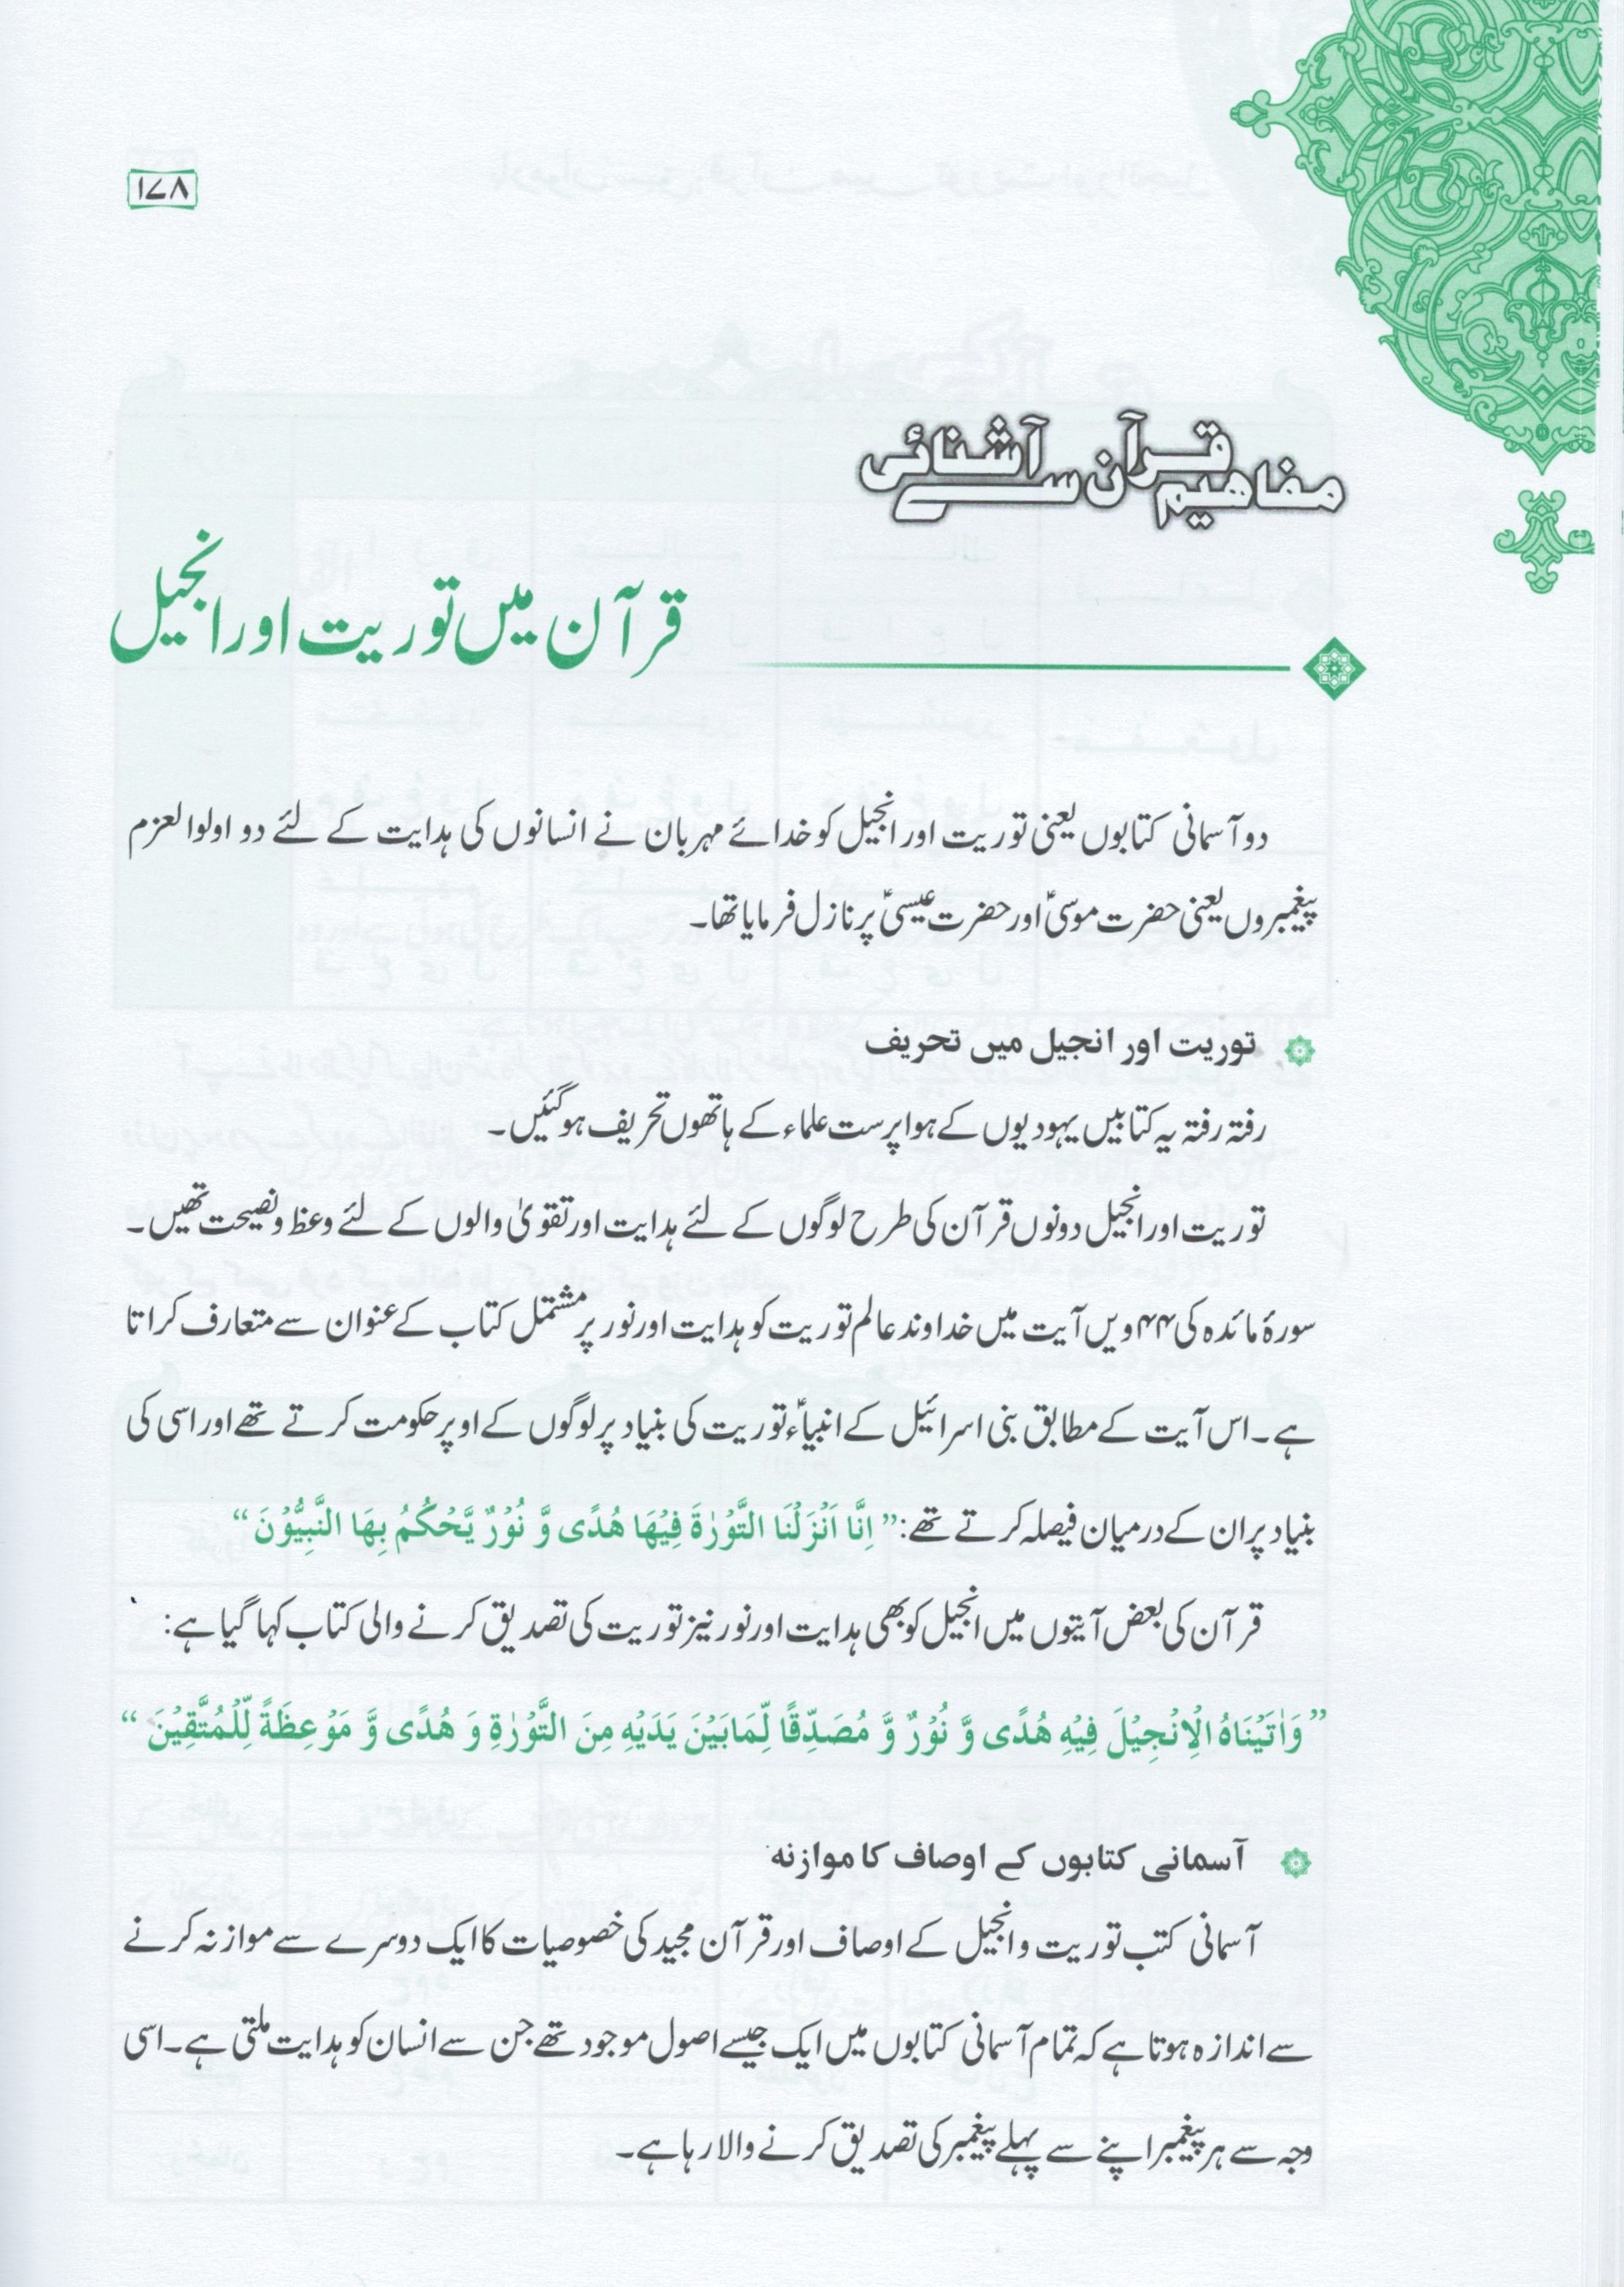 ۱۷۸
مفاهیم قرآن سے آشنائی
قرآن میں توریت اور انجیل
دو آسمانی کتابوں یعنی توریت اور انجیل کو خدائے مہربان نے انسانوں کی ہدایت کے لئے دو اولوالعزم
پیغمبروں یعنی حضرت موسیٰؑ اور حضرت عیسیٰؑ پر نازل فرمایا تھا۔
توریت اور انجیل میں تحریف
رفتہ رفتہ یہ کتابیں یہودیوں کے ہوا پرست علماء کے ہاتھوں تحریف ہو گئیں۔
توریت اور انجیل دونوں قرآن کی طرح لوگوں کے لئے ہدایت اور تقویٰ والوں کے لئے وعظ و نصیحت تھیں۔
سورۂ مائدہ کی ۴۴ ویں آیت میں خداوند عالم توریت کو ہدایت اور نور پر مشتمل کتاب کے عنوان سے متعارف کراتا
ہے۔ اس آیت کے مطابق بنی اسرائیل کے انبیاءؑ توریت کی بنیاد پر لوگوں کے اوپر حکومت کرتے تھے اور اسی کی
بنیاد پر ان کے درمیان فیصلہ کرتے تھے: ”اِنَّا اَنْزَلْنَا التَّوْرٰةَ فِيْهَا هُدًى وَّ نُوْرٌ يَّحْكُمُ بِهَا النَّبِيُّوْنَ“
قرآن کی بعض آیتوں میں انجیل کو بھی ہدایت اور نور نیز توریت کی تصدیق کرنے والی کتاب کہا گیا ہے:
”وَاٰتَيْنَاهُ الْاِنْجِيْلَ فِيْهِ هُدًى وَّ نُوْرٌ وَّ مُصَدِّقًا لِّمَابَيْنَ يَدَيْهِ مِنَ التَّوْرٰةِ وَ هُدًى وَّ مَوْعِظَةً لِّلْمُتَّقِيْنَ“
آسمانی کتابوں کے اوصاف کا موازنہ
آسمانی کتب توریت و انجیل کے اوصاف اور قرآن مجید کی خصوصیات کا ایک دوسرے سے موازنہ کرنے
سے اندازہ ہوتا ہے کہ تمام آسمانی کتابوں میں ایک جیسے اصول موجود تھے جن سے انسان کو ہدایت ملتی ہے۔ اسی
وجہ سے ہر پیغمبر اپنے سے پہلے پیغمبر کی تصدیق کرنے والا رہا ہے۔